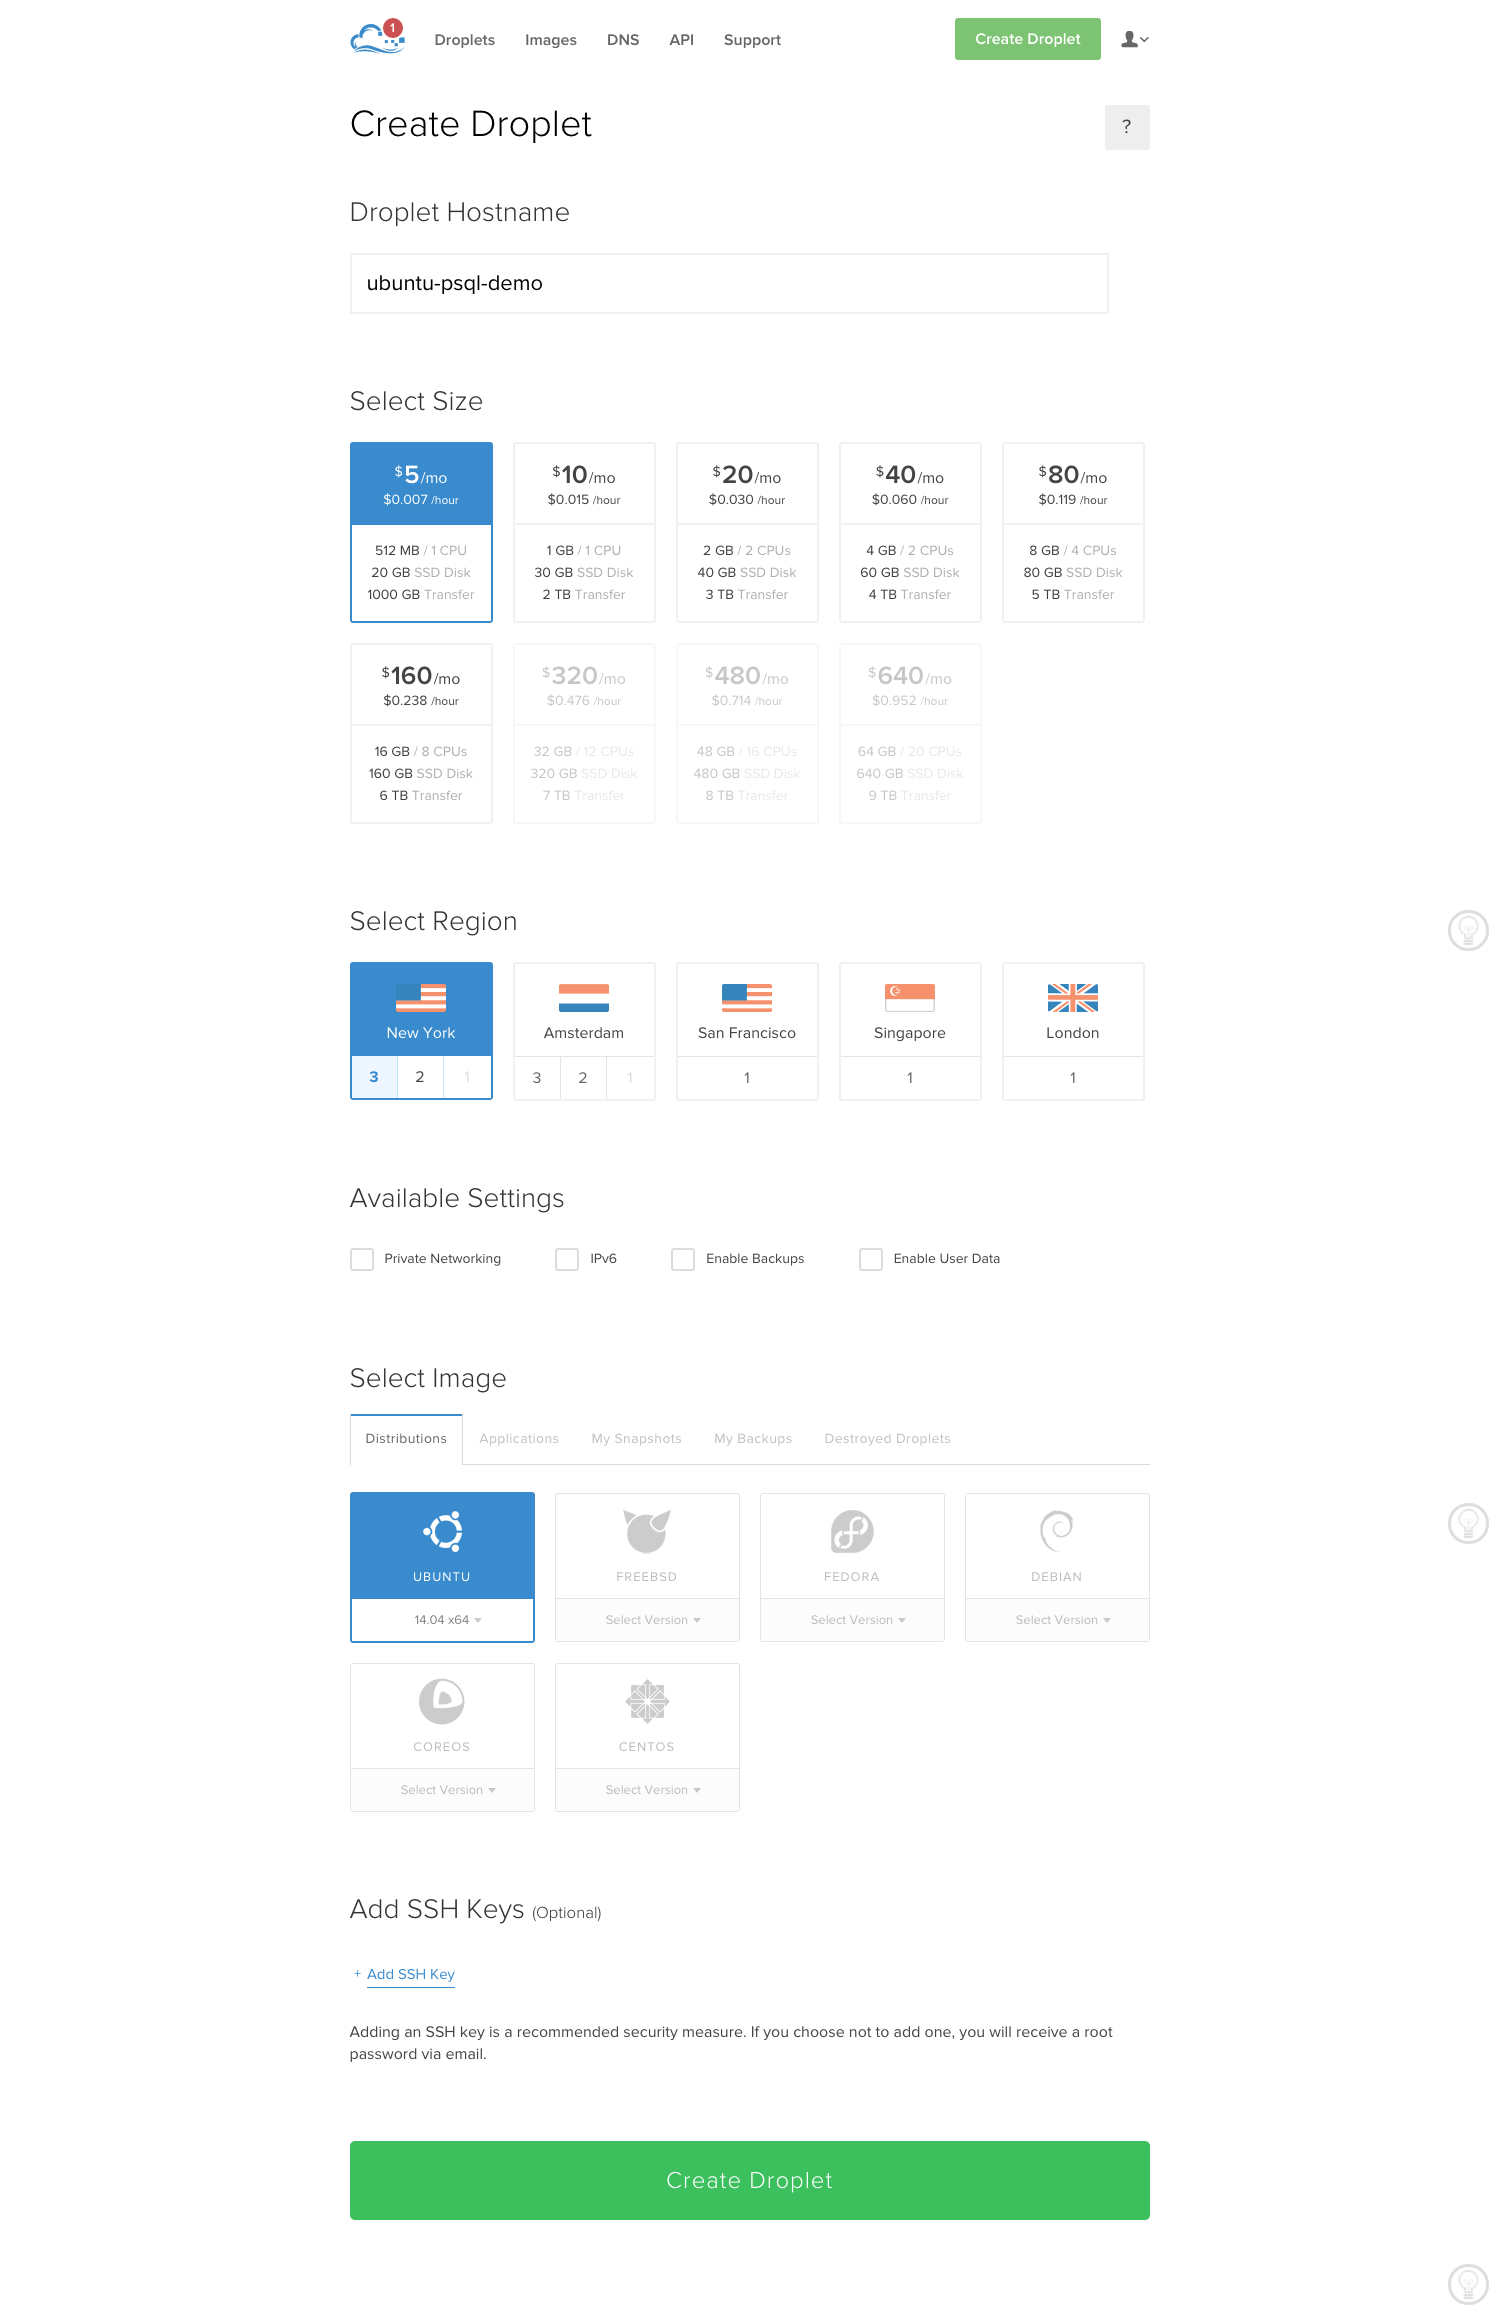 1
Droplets Images DNS API Support Create Droplet
Create Droplet ?
Droplet Hostname
ubuntu-psql-demo
Select Size
$5/mo $10/mo $20/mo $40/mo $80/mo
$0.007 /hour $0.015 /hour $0.030 /hour $0.060 /hour $0.119 /hour
512 MB / 1 CPU 1 GB / 1 CPU 2 GB / 2 CPUs 4 GB / 2 CPUs 8 GB / 4 CPUs
20 GB SSD Disk 30 GB SSD Disk 40 GB SSD Disk 60 GB SSD Disk 80 GB SSD Disk
1000 GB Transfer 2 TB Transfer 3 TB Transfer 4 TB Transfer 5 TB Transfer
$160/mo $320/mo $480/mo $640/mo
$0.238 /hour $0.476 /hour $0.714 /hour $0.952 /hour
16 GB / 8 CPUs 32 GB / 12 CPUs 48 GB / 16 CPUs 64 GB / 20 CPUs
160 GB SSD Disk 320 GB SSD Disk 480 GB SSD Disk 640 GB SSD Disk
6 TB Transfer 7 TB Transfer 8 TB Transfer 9 TB Transfer
Select Region
New York Amsterdam San Francisco Singapore London
3 2 1 3 2 1 1 1 1
Available Settings
Private Networking IPv6 Enable Backups Enable User Data
Select Image
Distributions Applications My Snapshots My Backups Destroyed Droplets
UBUNTU FREEBSD FEDORA DEBIAN
14.04 x64 Select Version Select Version Select Version
COREOS CENTOS
Select Version Select Version
Add SSH Keys (Optional)
+ Add SSH Key
Adding an SSH key is a recommended security measure. If you choose not to add one, you will receive a root
password via email.
Create Droplet